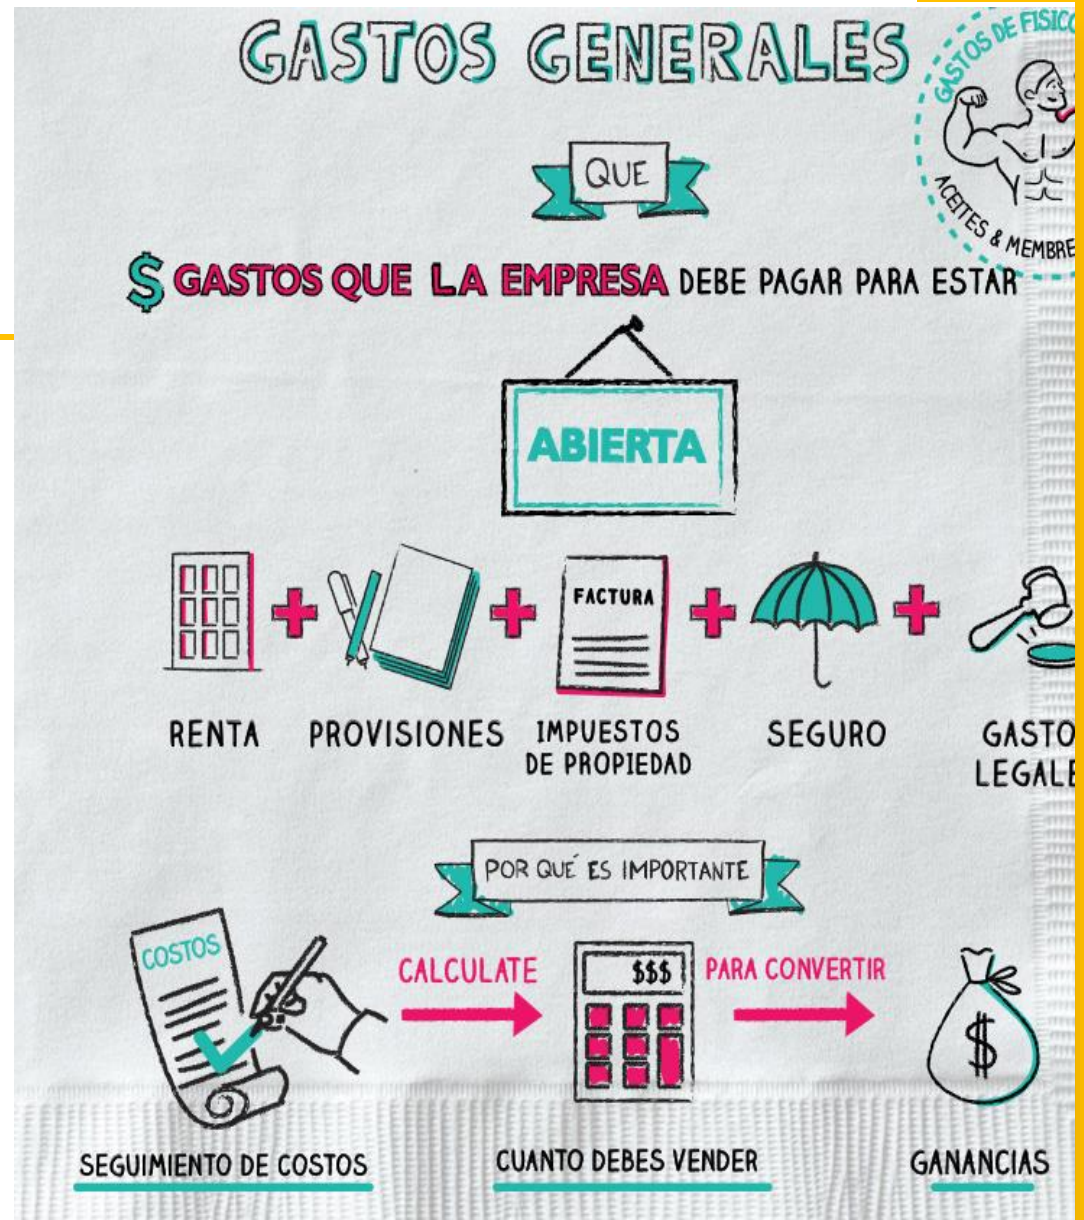 GASTOS GENERALES
GASTOS DE FISICO
ACEITES & MEMBRE
QUE
$ GASTOS QUE LA EMPRESA DEBE PAGAR PARA ESTAR
ABIERTA
FACTURA
RENTA
PROVISIONES
IMPUESTOS
DE PROPIEDAD
SEGURO
GASTO
LEGALE
POR QUÉ ES IMPORTANTE
COSTOS
CALCULATE
$$$
PARA CONVERTIR
$
SEGUIMIENTO DE COSTOS
CUANTO DEBES VENDER
GANANCIAS